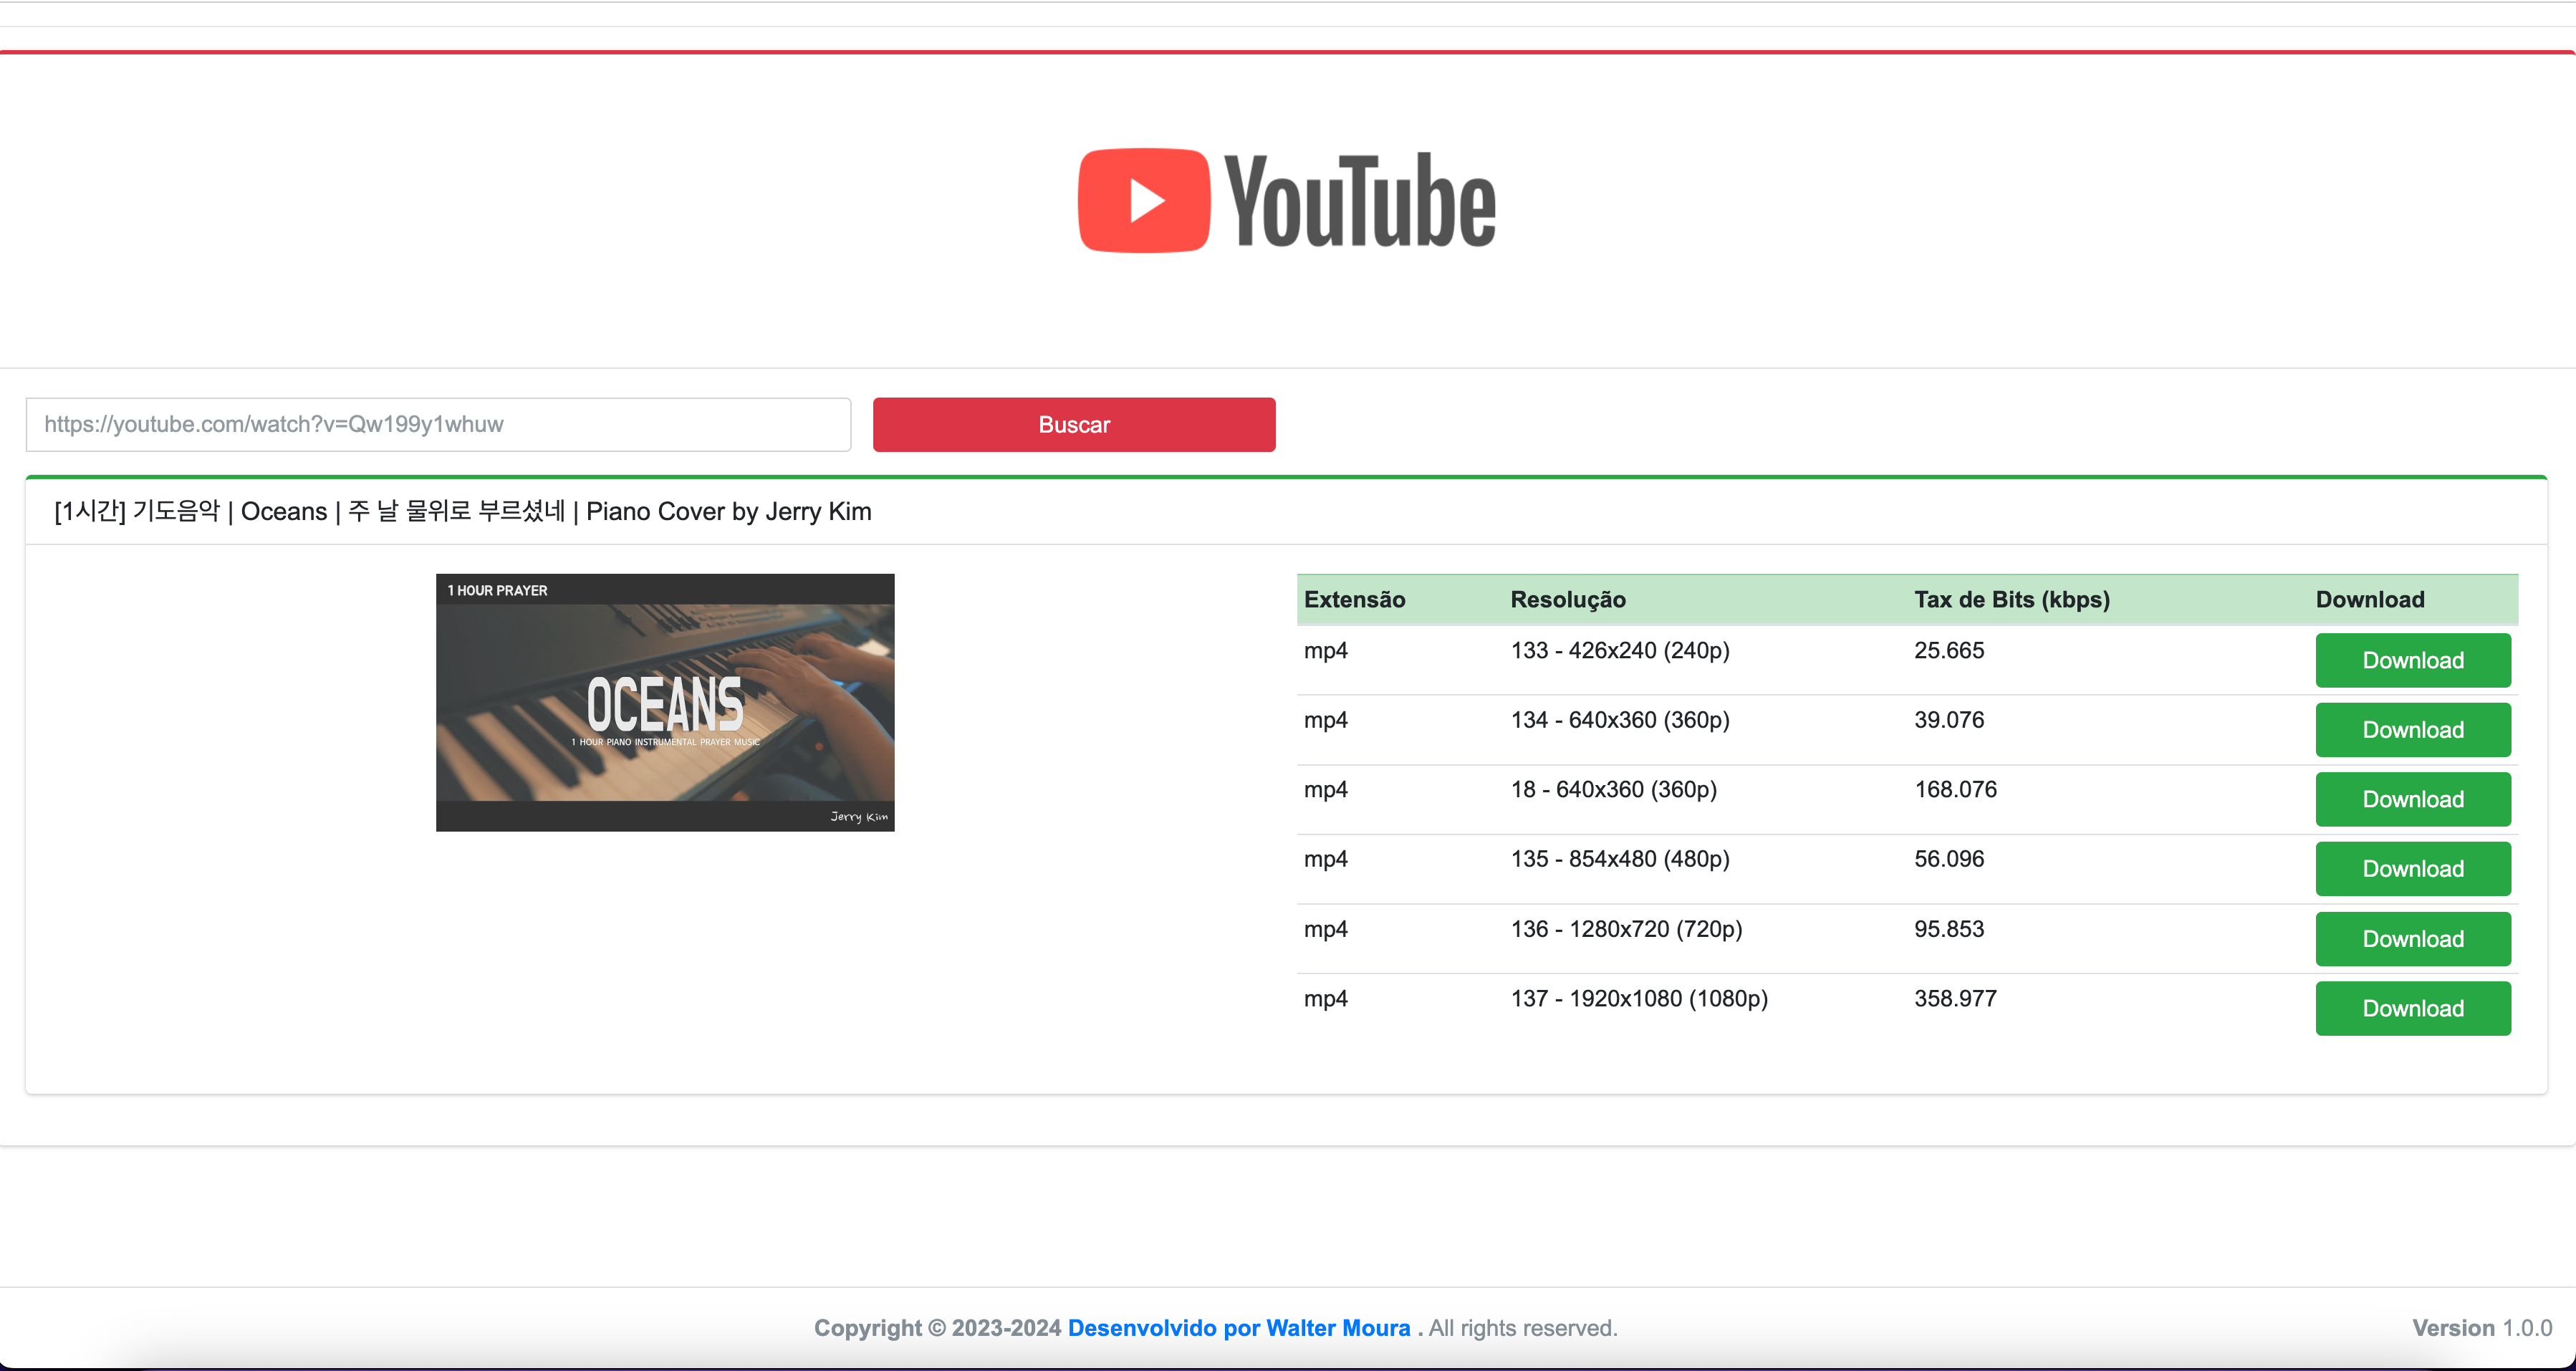 YouTube
https://youtube.com/watch?v=Qw199y1whuw
Buscar
[1시간] 기도음악 | Oceans | 주 날 물위로 부르셨네 | Piano Cover by Jerry Kim
1 HOUR PRAYER
OCEANS
1 HOUR PIANO INSTRUMENTAL PRAYER MUSIC
Jerry Kim
Extensão Resolução Tax de Bits (kbps) Download
mp4 133 - 426x240 (240p) 25.665 Download
mp4 134 - 640x360 (360p) 39.076 Download
mp4 18 - 640x360 (360p) 168.076 Download
mp4 135 - 854x480 (480p) 56.096 Download
mp4 136 - 1280x720 (720p) 95.853 Download
mp4 137 - 1920x1080 (1080p) 358.977 Download
Copyright © 2023-2024 Desenvolvido por Walter Moura . All rights reserved. Version 1.0.0